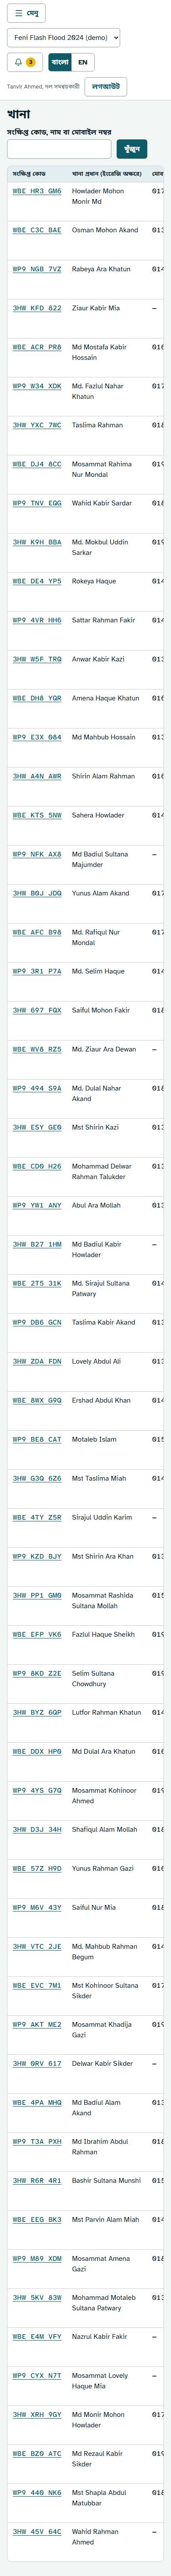 মেনু
Feni Flash Flood 2024 (demo)
3
বাংলা EN
Tanvir Ahmed, দল সমন্বয়কারী লগআউট
খানা
সংক্ষিপ্ত কোড, নাম বা মোবাইল নম্বর
খুঁজুন
সংক্ষিপ্ত কোড খানা প্রধান (ইংরেজি অক্ষরে)
WBE HR3 GM6 Howlader Mohon
Monir Md
WBE C3C BAE Osman Mohon Akand
WP9 NGB 7VZ Rabeya Ara Khatun
3HW KFD 822 Ziaur Kabir Mia –
WBE ACR PR8 Md Mostafa Kabir
Hossain
WP9 W34 XDK Md. Fazlul Nahar
Khatun
3HW YXC 7WC Taslima Rahman
WBE DJ4 8CC Mosammat Rahima
Nur Mondal
WP9 TNV EQG Wahid Kabir Sardar
3HW K9H BBA Md. Mokbul Uddin
Sarkar
WBE DE4 YP5 Rokeya Haque
WP9 4VR HH6 Sattar Rahman Fakir
3HW W5F TRQ Anwar Kabir Kazi
WBE DH8 YQR Amena Haque Khatun
WP9 E3X 084 Md Mahbub Hossain
3HW A4N AWR Shirin Alam Rahman
WBE KTS 5NW Sahera Howlader
WP9 NFK AX8 Md Badiul Sultana
Majumder –
3HW B0J JDQ Yunus Alam Akand
WBE AFC B98 Md. Rafiqul Nur
Mondal
WP9 3R1 P7A Md. Selim Haque
3HW 697 FQX Saiful Mohon Fakir
WBE WV8 RZ5 Md. Ziaur Ara Dewan –
WP9 494 S9A Md. Dulal Nahar
Akand
3HW ESY GE0 Mst Shirin Kazi
WBE CD0 H26 Mohammad Delwar
Rahman Talukder
WP9 YW1 ANY Abul Ara Mollah
3HW B27 1HM Md Badiul Kabir
Howlader –
WBE 2T5 31K Md. Sirajul Sultana
Patwary
WP9 DB6 GCN Taslima Kabir Akand
3HW ZDA FDN Lovely Abdul Ali
WBE 8WX G9Q Ershad Abdul Khan
WP9 BE8 CAT Motaleb Islam
3HW G3Q 6Z6 Mst Taslima Miah
WBE 4TY Z5R Sirajul Uddin Karim –
WP9 KZD BJY Mst Shirin Ara Khan
3HW PP1 GM0 Mosammat Rashida
Sultana Mollah
WBE EFP VK6 Fazlul Haque Sheikh
WP9 8KD Z2E Selim Sultana
Chowdhury
3HW BYZ 6QP Lutfor Rahman Khatun
WBE DDX HP0 Md Dulal Ara Khatun
WP9 4YS G7Q Mosammat Kohinoor
Ahmed
3HW D3J 34H Shafiqul Alam Mollah
WBE 57Z H9D Yunus Rahman Gazi
WP9 M6V 43Y Saiful Nur Mia
3HW VTC 2JE Md. Mahbub Rahman
Begum
WBE EVC 7M1 Mst Kohinoor Sultana
Sikder
WP9 AKT ME2 Mosammat Khadija
Gazi
3HW 0RV 617 Delwar Kabir Sikder –
WBE 4PA MHQ Md Badiul Alam
Akand
WP9 T3A PXH Md Ibrahim Abdul
Rahman
3HW R6R 4R1 Bashir Sultana Munshi
WBE EEG BK3 Mst Parvin Alam Miah
WP9 M89 XDM Mosammat Amena
Gazi
3HW 5KV 83W Mohammad Motaleb
Sultana Patwary
WBE E4M VFY Nazrul Kabir Fakir –
WP9 CYX N7T Mosammat Lovely
Haque Mia –
3HW XRH 9GY Md Monir Mohon
Howlader
WBE BZ0 ATC Md Rezaul Kabir
Sikder
WP9 440 NK6 Mst Shapla Abdul
Matubbar
3HW 45V 64C Wahid Rahman
Ahmed –